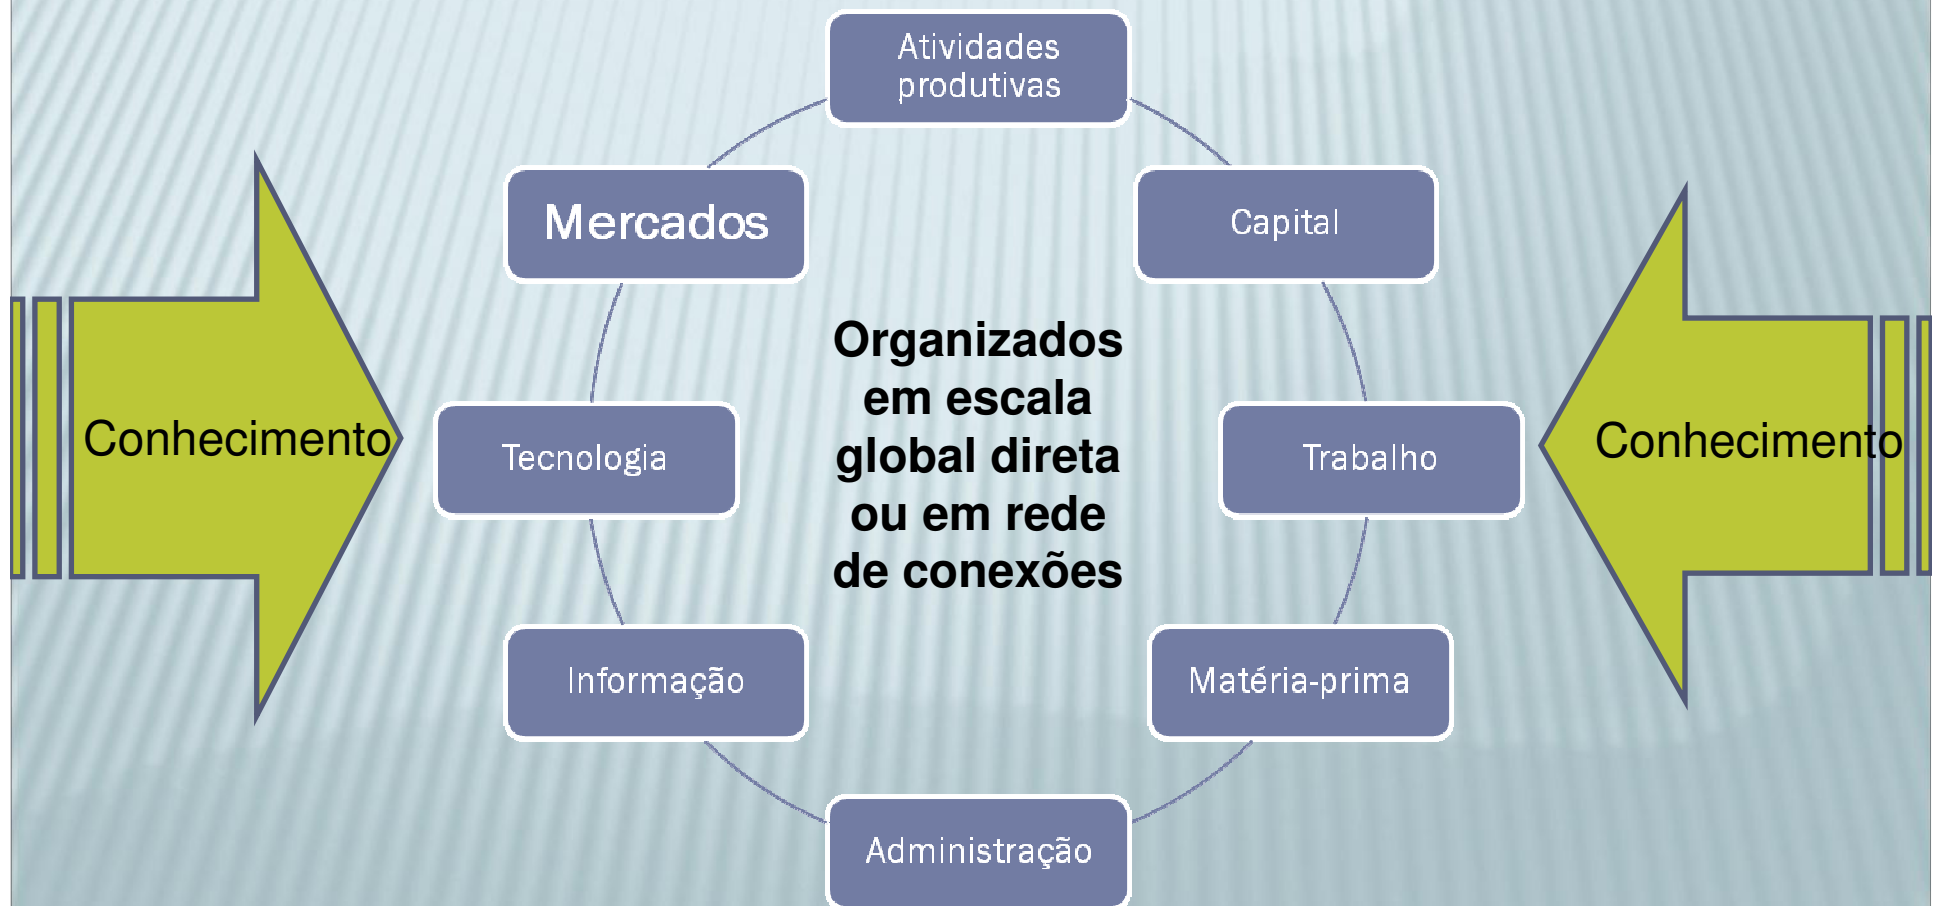 Atividades
produtivas
Mercados
Capital
Organizados
em escala
global direta
ou em rede
de conexões
Conhecimento
Tecnologia
Trabalho
Conhecimento
Informação
Matéria-prima
Administração